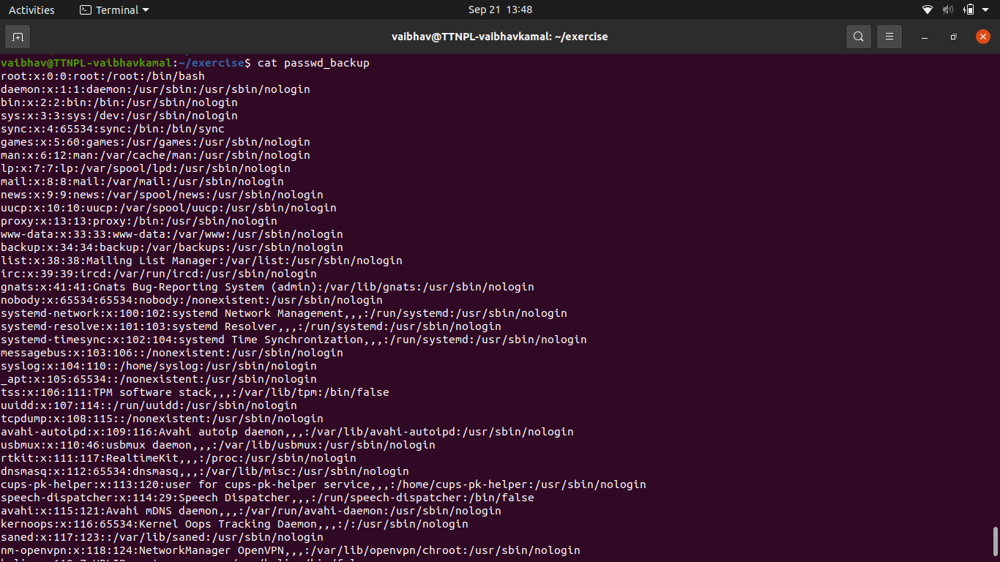 Activities
Terminal
Sep 21 13:48
vaibhav@TTNPL-vaibhavkamal: ~/exercise
vaibhav@TTNPL-vaibhavkamal:~/exercise$ cat passwd_backup
root:x:0:0:root:/root:/bin/bash
daemon:x:1:1:daemon:/usr/sbin:/usr/sbin/nologin
bin:x:2:2:bin:/bin:/usr/sbin/nologin
sys:x:3:3:sys:/dev:/usr/sbin/nologin
sync:x:4:65534:sync:/bin:/bin/sync
games:x:5:60:games:/usr/games:/usr/sbin/nologin
man:x:6:12:man:/var/cache/man:/usr/sbin/nologin
lp:x:7:7:lp:/var/spool/lpd:/usr/sbin/nologin
mail:x:8:8:mail:/var/mail:/usr/sbin/nologin
news:x:9:9:news:/var/spool/news:/usr/sbin/nologin
uucp:x:10:10:uucp:/var/spool/uucp:/usr/sbin/nologin
proxy:x:13:13:proxy:/bin:/usr/sbin/nologin
www-data:x:33:33:www-data:/var/www:/usr/sbin/nologin
backup:x:34:34:backup:/var/backups:/usr/sbin/nologin
list:x:38:38:Mailing List Manager:/var/list:/usr/sbin/nologin
irc:x:39:39:ircd:/var/run/ircd:/usr/sbin/nologin
gnats:x:41:41:Gnats Bug-Reporting System (admin):/var/lib/gnats:/usr/sbin/nologin
nobody:x:65534:65534:nobody:/nonexistent:/usr/sbin/nologin
systemd-network:x:100:102:systemd Network Management,,,:/run/systemd:/usr/sbin/nologin
systemd-resolve:x:101:103:systemd Resolver,,,:/run/systemd:/usr/sbin/nologin
systemd-timesync:x:102:104:systemd Time Synchronization,,,:/run/systemd:/usr/sbin/nologin
messagebus:x:103:106::/nonexistent:/usr/sbin/nologin
syslog:x:104:110::/home/syslog:/usr/sbin/nologin
_apt:x:105:65534::/nonexistent:/usr/sbin/nologin
tss:x:106:111:TPM software stack,,,:/var/lib/tpm:/bin/false
uuidd:x:107:114::/run/uuidd:/usr/sbin/nologin
tcpdump:x:108:115::/nonexistent:/usr/sbin/nologin
avahi-autoipd:x:109:116:Avahi autoip daemon,,,:/var/lib/avahi-autoipd:/usr/sbin/nologin
usbmux:x:110:46:usbmux daemon,,,:/var/lib/usbmux:/usr/sbin/nologin
rtkit:x:111:117:RealtimeKit,,,:/proc:/usr/sbin/nologin
dnsmasq:x:112:65534:dnsmasq,,,:/var/lib/misc:/usr/sbin/nologin
cups-pk-helper:x:113:120:user for cups-pk-helper service,,,:/home/cups-pk-helper:/usr/sbin/nologin
speech-dispatcher:x:114:29:Speech Dispatcher,,,:/run/speech-dispatcher:/bin/false
avahi:x:115:121:Avahi mDNS daemon,,,:/var/run/avahi-daemon:/usr/sbin/nologin
kernoops:x:116:65534:Kernel Oops Tracking Daemon,,,:/:/usr/sbin/nologin
saned:x:117:123::/var/lib/saned:/usr/sbin/nologin
nm-openvpn:x:118:124:NetworkManager OpenVPN,,,:/var/lib/openvpn/chroot:/usr/sbin/nologin